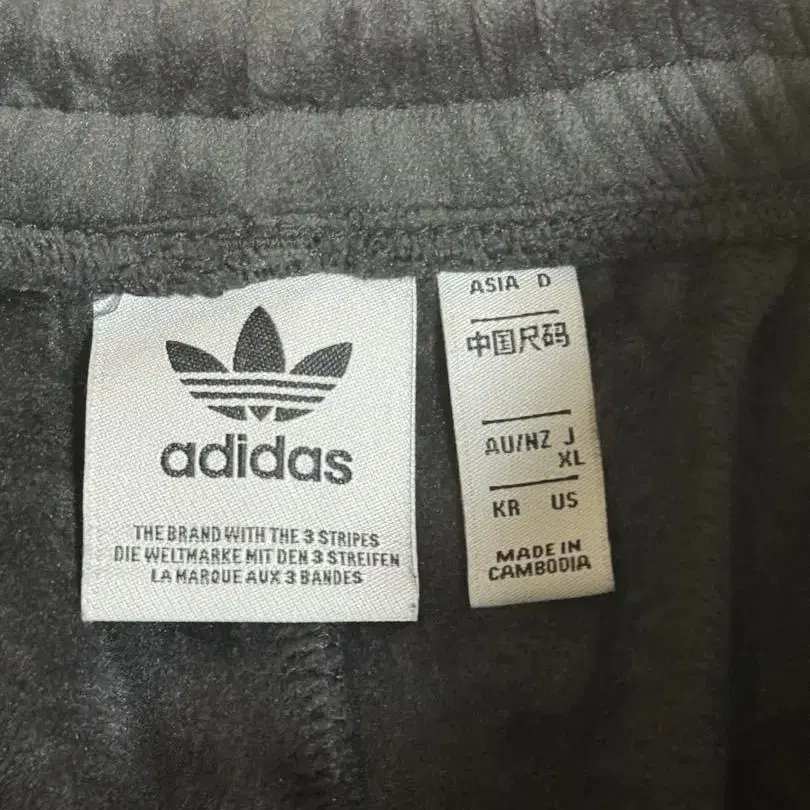 adidas
THE BRAND WITH THE 3 STRIPES
DIE WELTMARKE MIT DEN 3 STREIFEN
LA MARQUE AUX 3 BANDES
ASIA D
中国尺码
AU/NZ J
XL
KR US
MADE IN
CAMBODIA